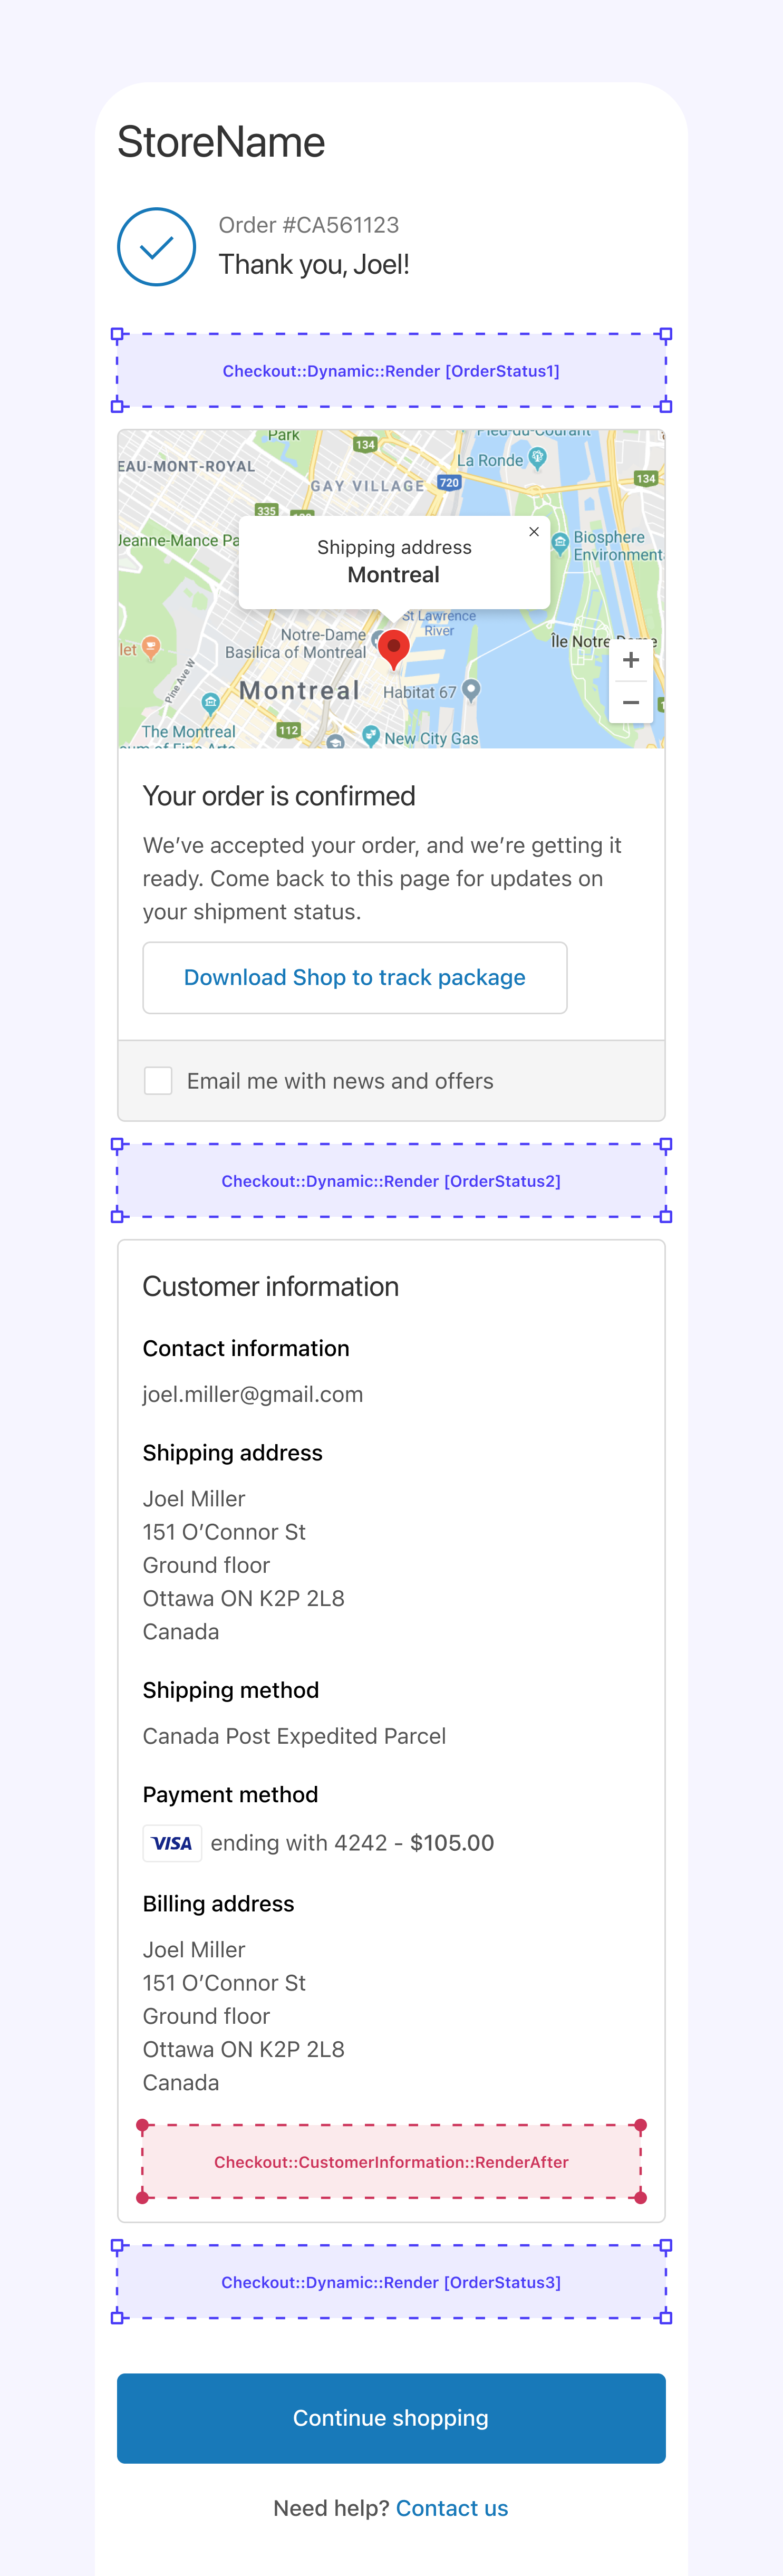 StoreName
Order #CA561123
Thank you, Joel!
Checkout::Dynamic::Render [OrderStatus1]
Park
134
Pied-du-Courant
La Ronde
EAU-MONT-ROYAL
GAY VILLAGE
720
134
335
Jeanne-Mance Pa
Shipping address
Montreal
Biosphere
Environment
St Lawrence
River
Notre-Dame
Basilica of Montreal
Île Notre Dame
let
Pine Ave W
Montreal
Habitat 67
The Montreal
112
New City Gas
Your order is confirmed
We’ve accepted your order, and we’re getting it
ready. Come back to this page for updates on
your shipment status.
Download Shop to track package
Email me with news and offers
Checkout::Dynamic::Render [OrderStatus2]
Customer information
Contact information
joel.miller@gmail.com
Shipping address
Joel Miller
151 O’Connor St
Ground floor
Ottawa ON K2P 2L8
Canada
Shipping method
Canada Post Expedited Parcel
Payment method
VISA ending with 4242 - $105.00
Billing address
Joel Miller
151 O’Connor St
Ground floor
Ottawa ON K2P 2L8
Canada
Checkout::CustomerInformation::RenderAfter
Checkout::Dynamic::Render [OrderStatus3]
Continue shopping
Need help? Contact us